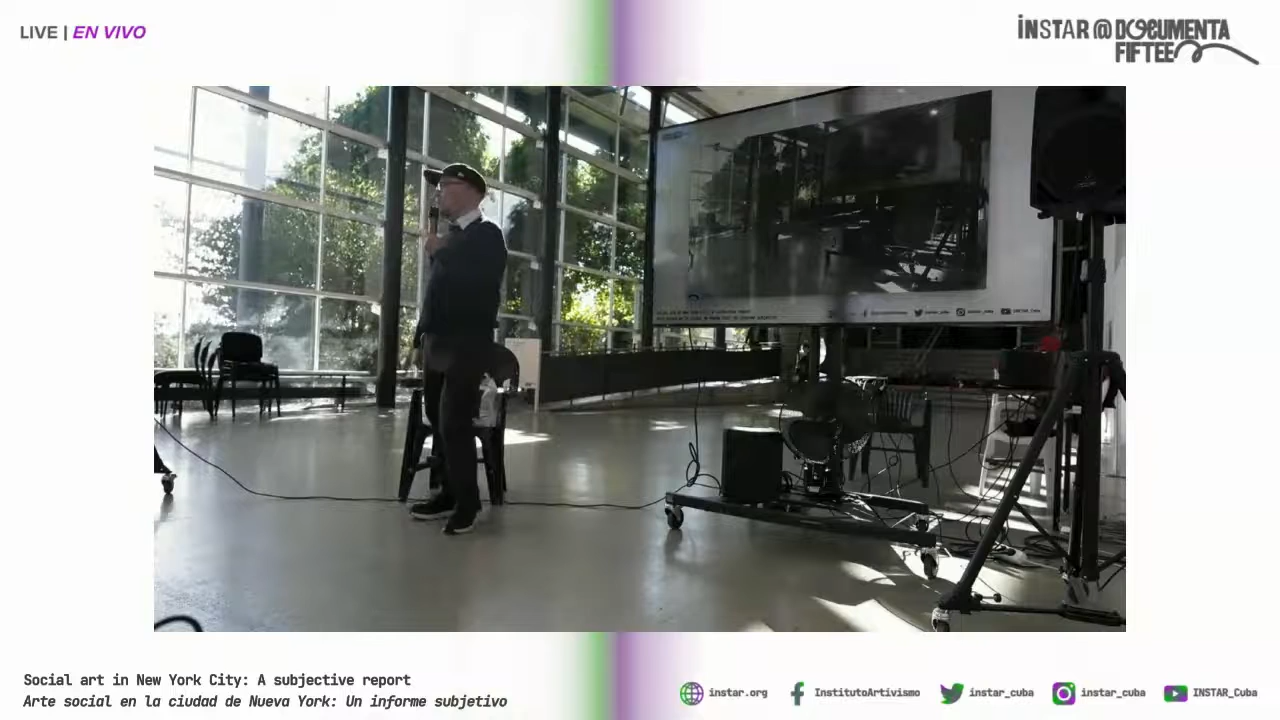 LIVE | EN VIVO
INSTAR @ DOCUMENTA
FIFTEEN
Social art in New York City: A subjective report
Arte social en la ciudad de Nueva York: Un informe subjetivo
instar.org
InstitutoArtivismo
instar_cuba
instar_cuba
INSTAR_Cuba